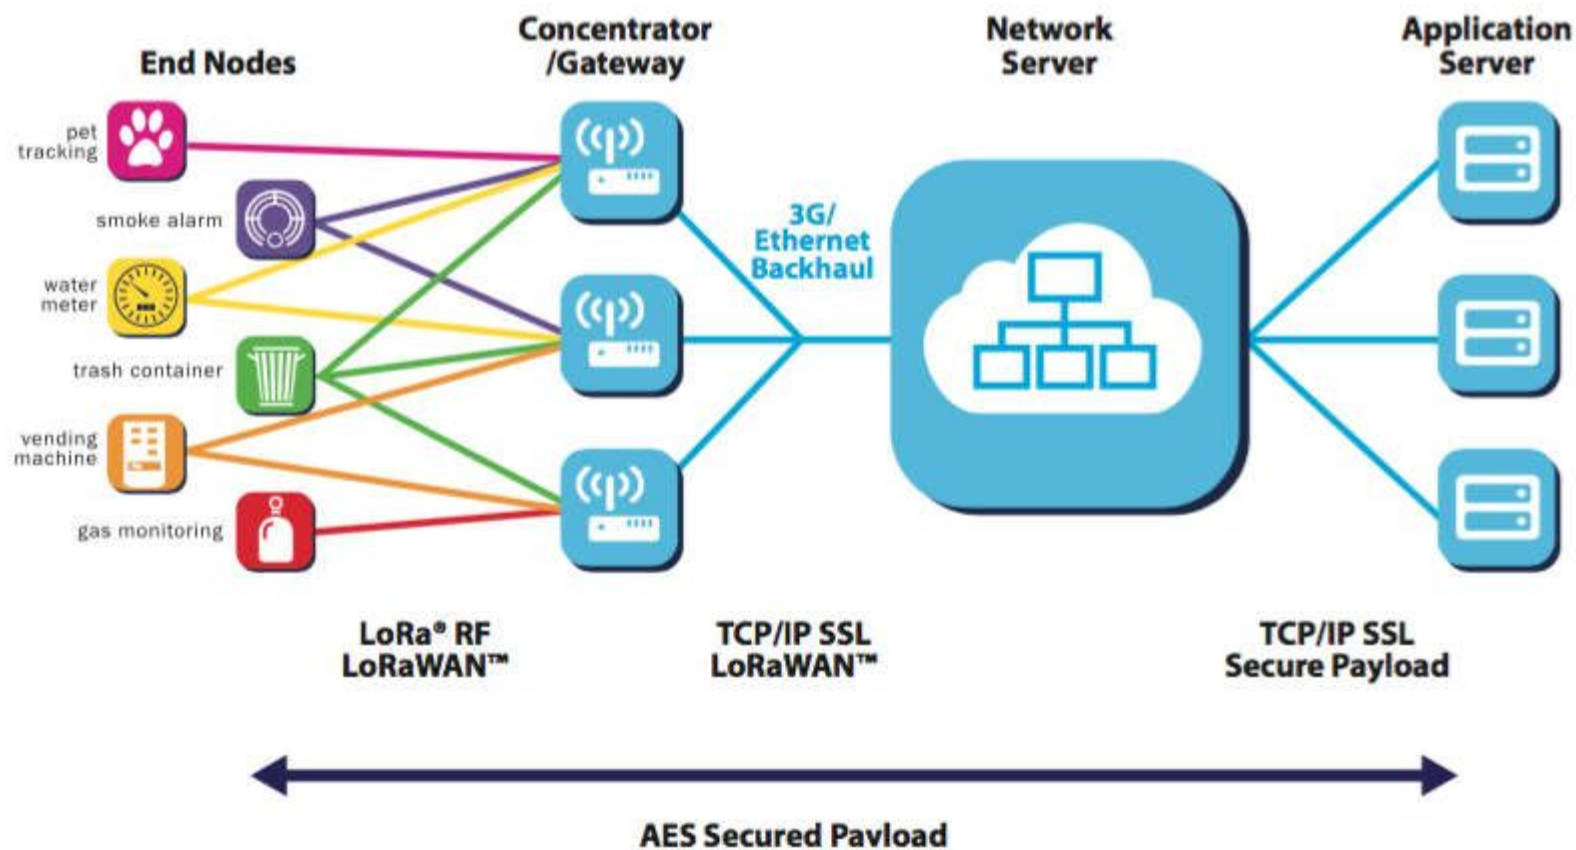 End Nodes
Concentrator
/Gateway
Network
Server
Application
Server
pet
tracking
smoke alarm
water
meter
trash container
vending
machine
gas monitoring
3G/
Ethernet
Backhaul
LoRa® RF
LoRaWAN™
TCP/IP SSL
LoRaWAN™
TCP/IP SSL
Secure Payload
AES Secured Payload